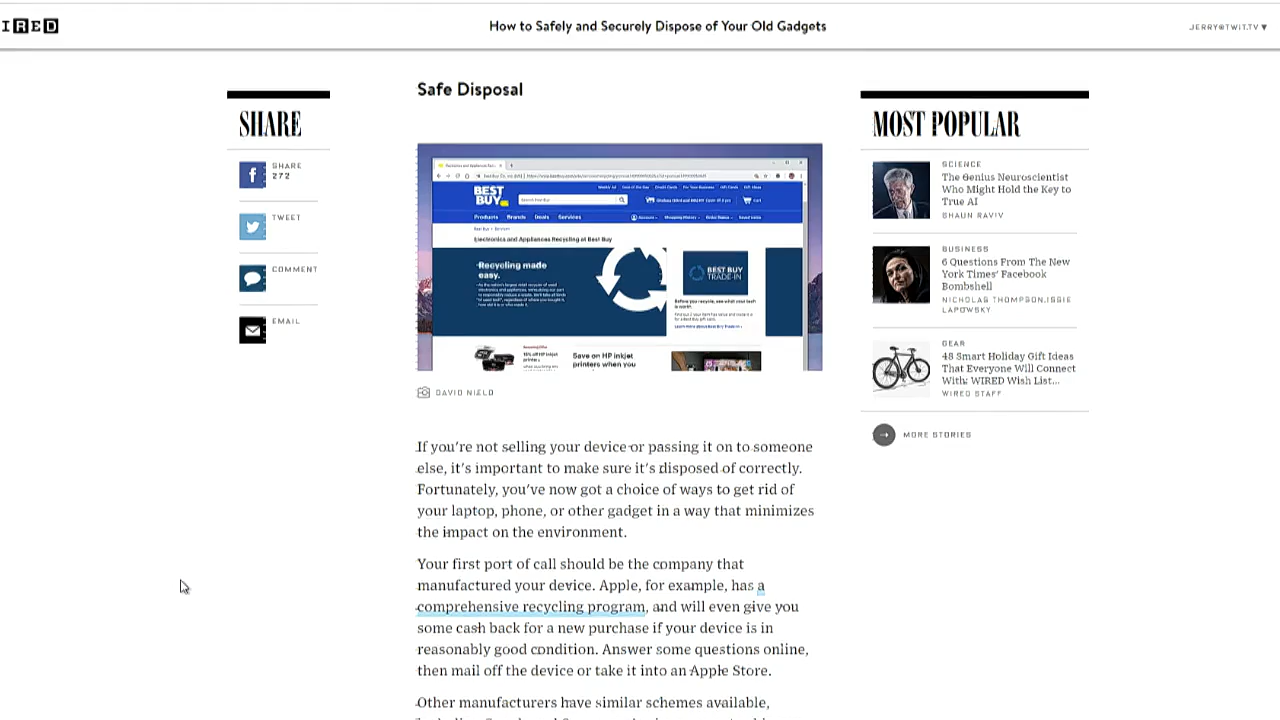 IRED
How to Safely and Securely Dispose of Your Old Gadgets
JERRY@TWIT.TV
SHARE
SHARE
272
TWEET
COMMENT
EMAIL
Safe Disposal
BEST
BUY
Products Brands Deals Services
Electronics and Appliances Recycling at Best Buy
Recycling made
easy.
BEST BUY
TRADE-IN
Save on HP inkjet
printers when you
DAVID NIELD
If you're not selling your device or passing it on to someone
else, it's important to make sure it's disposed of correctly.
Fortunately, you've now got a choice of ways to get rid of
your laptop, phone, or other gadget in a way that minimizes
the impact on the environment.
Your first port of call should be the company that
manufactured your device. Apple, for example, has a
comprehensive recycling program, and will even give you
some cash back for a new purchase if your device is in
reasonably good condition. Answer some questions online,
then mail off the device or take it into an Apple Store.
Other manufacturers have similar schemes available,
MOST POPULAR
SCIENCE
The Genius Neuroscientist
Who Might Hold the Key to
True AI
SHAUN RAVIV
BUSINESS
6 Questions From The New
York Times' Facebook
Bombshell
NICHOLAS THOMPSON,ISSIE
LAPOWSKY
GEAR
48 Smart Holiday Gift Ideas
That Everyone Will Connect
With: WIRED Wish List...
WIRED STAFF
MORE STORIES